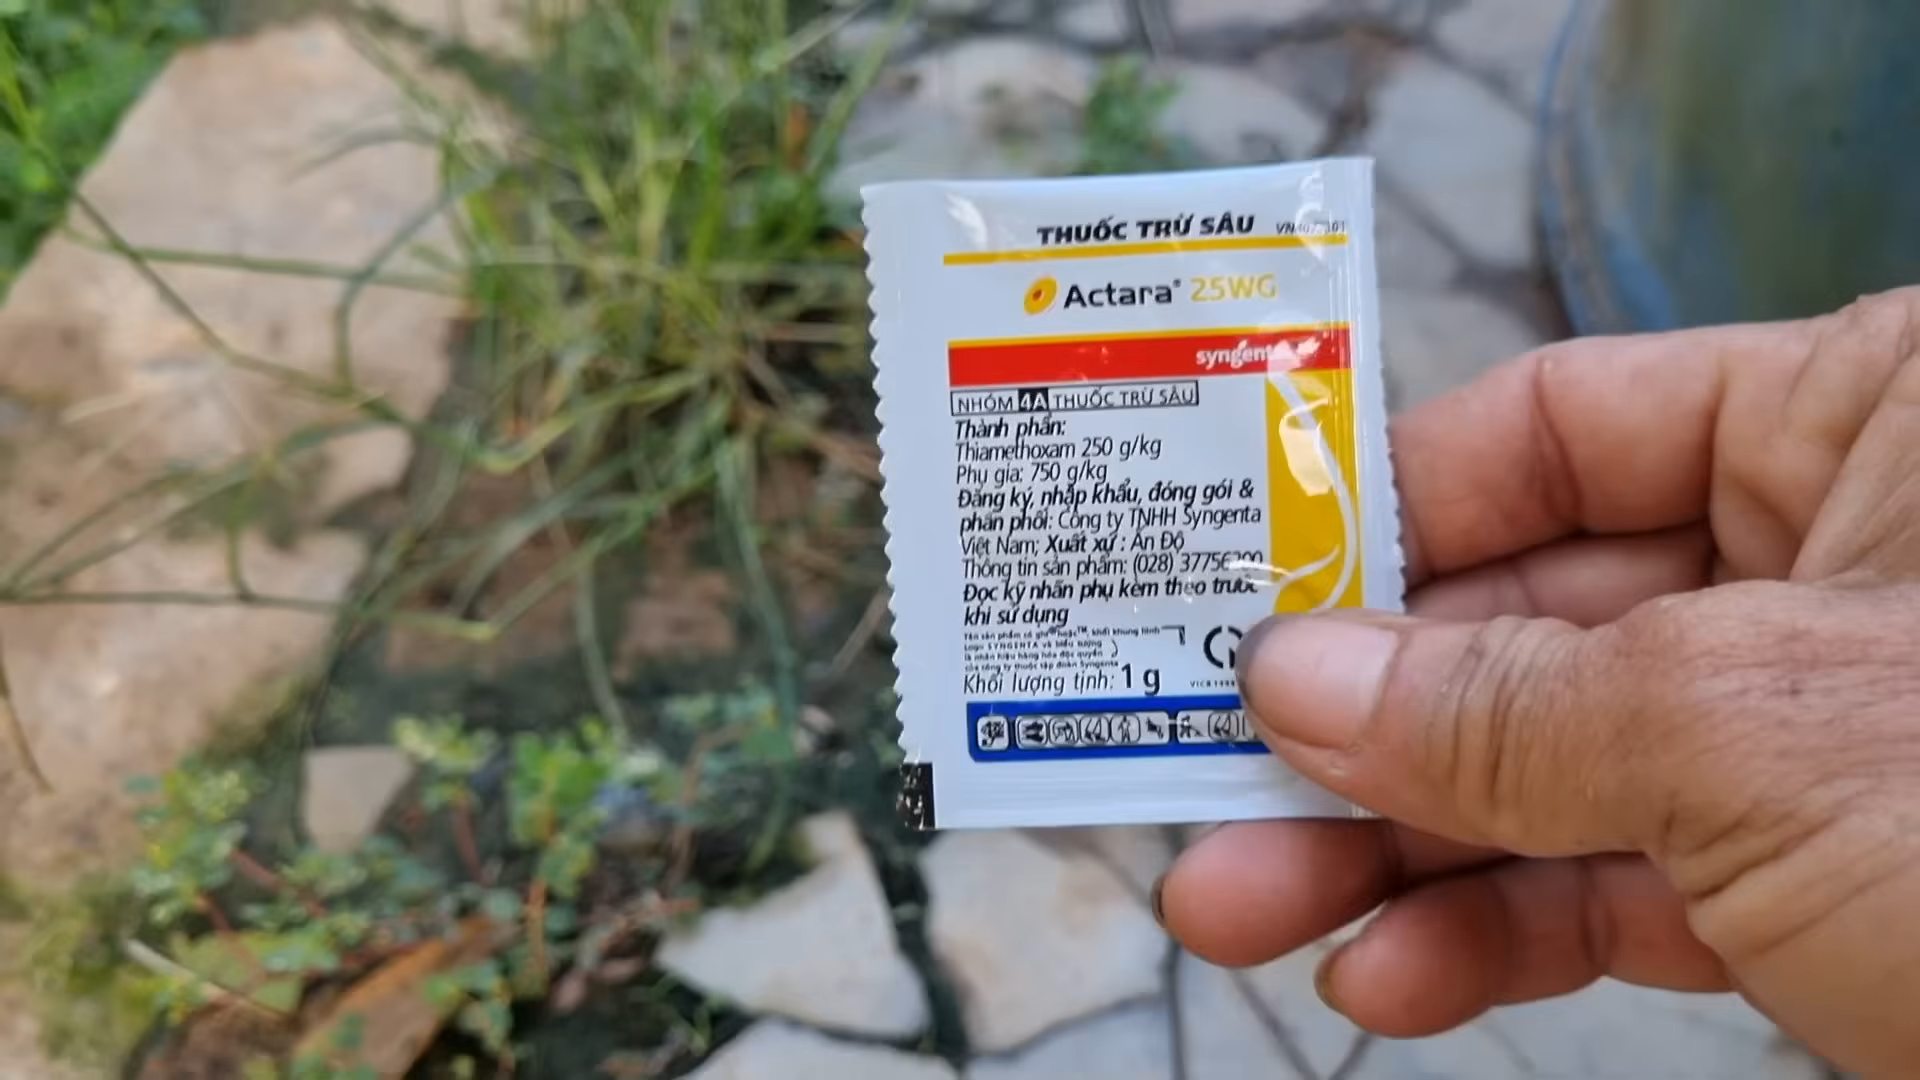 THUỐC TRỪ SÂU
Actara® 25WG
syngenta
NHÓM 4A THUỐC TRỪ SÂU
Thành phần:
Thiamethoxam 250 g/kg
Phụ gia: 750 g/kg
Đăng ký, nhập khẩu, đóng gói &
phân phối: Công ty TNHH Syngenta
Việt Nam; Xuất xứ : Ấn Độ
Thông tin sản phẩm: (028)
Đọc kỹ nhãn phụ kèm theo trước
khi sử dụng
Tên sản phẩm có ghi ® hoặc ™, khối khung hình
Logo SYNGENTA và biểu tượng
là nhãn hiệu hàng hóa độc quyền
của công ty thuộc tập đoàn Syngenta
Khối lượng tịnh: 1 g